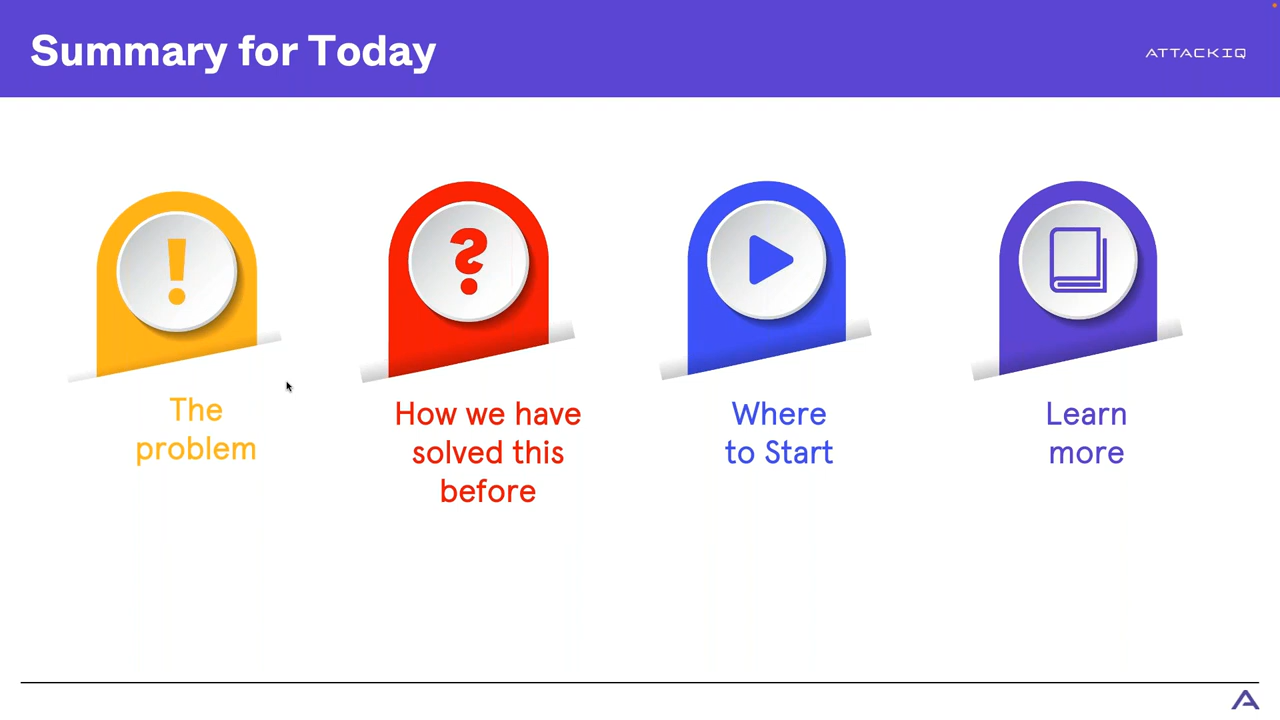 Summary for Today
ATTACKIQ
The
problem
How we have
solved this
before
Where
to Start
Learn
more